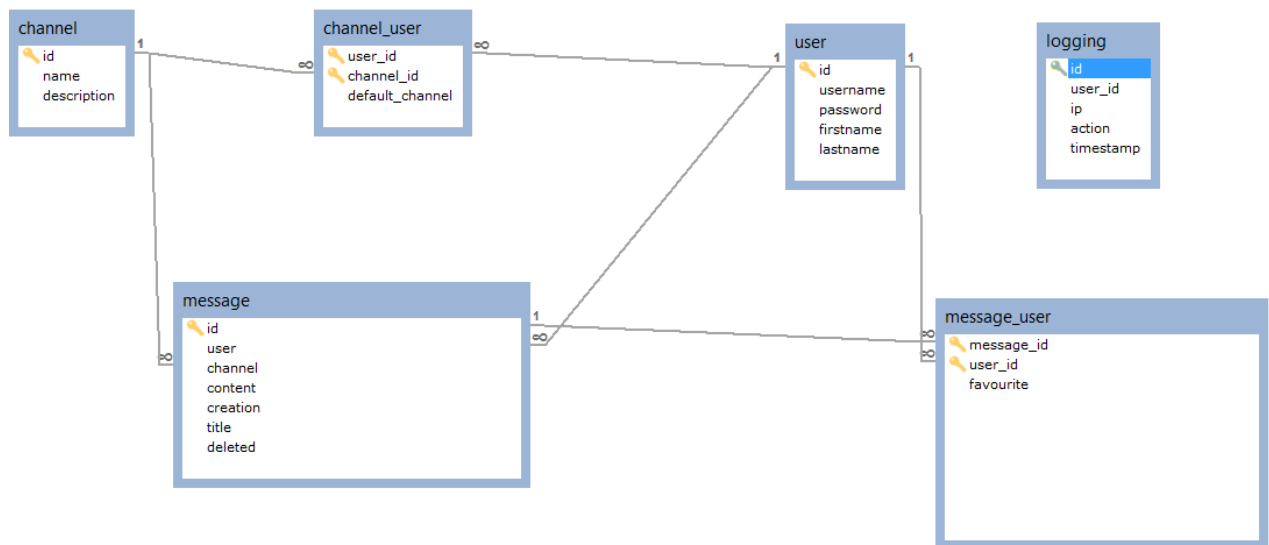 channel
id
name
description
channel_user
user_id
channel_id
default_channel
user
id
username
password
firstname
lastname
logging
id
user_id
ip
action
timestamp
1
∞
∞
1
1
message
id
user
channel
content
creation
title
deleted
∞
1
∞
message_user
message_id
user_id
favourite
∞
∞